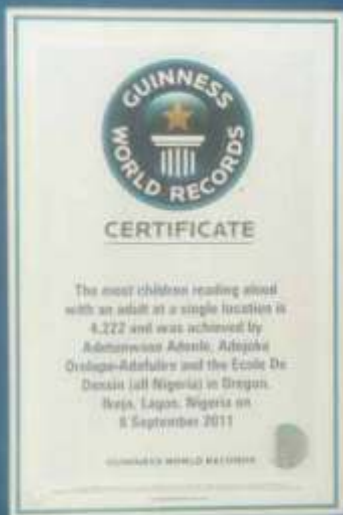 GUINNESS
WORLD RECORDS
CERTIFICATE
The most children reading aloud
with an adult at a single location is
4,222 and was achieved by
Adetunwase Adenle, Adejoke
Orelope-Adefulire and the Ecole De
Dessin (all Nigeria) in Oregun,
Ikeja, Lagos, Nigeria on
8 September 2011
GUINNESS WORLD RECORDS